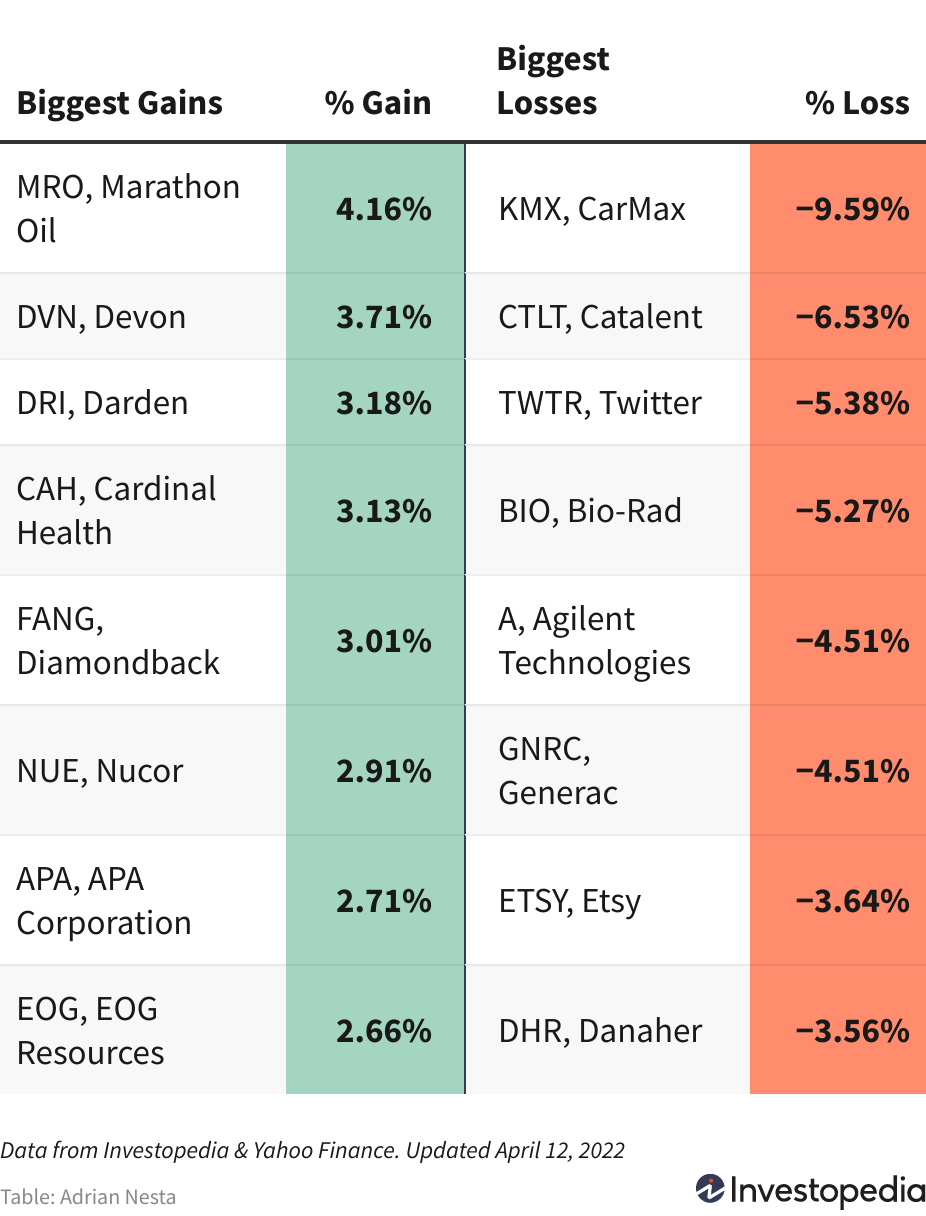 Biggest Gains % Gain Biggest Losses % Loss
MRO, Marathon Oil 4.16% KMX, CarMax −9.59%
DVN, Devon 3.71% CTLT, Catalent −6.53%
DRI, Darden 3.18% TWTR, Twitter −5.38%
CAH, Cardinal Health 3.13% BIO, Bio-Rad −5.27%
FANG, Diamondback 3.01% A, Agilent Technologies −4.51%
NUE, Nucor 2.91% GNRC, Generac −4.51%
APA, APA Corporation 2.71% ETSY, Etsy −3.64%
EOG, EOG Resources 2.66% DHR, Danaher −3.56%
Data from Investopedia & Yahoo Finance. Updated April 12, 2022
Table: Adrian Nesta
Investopedia